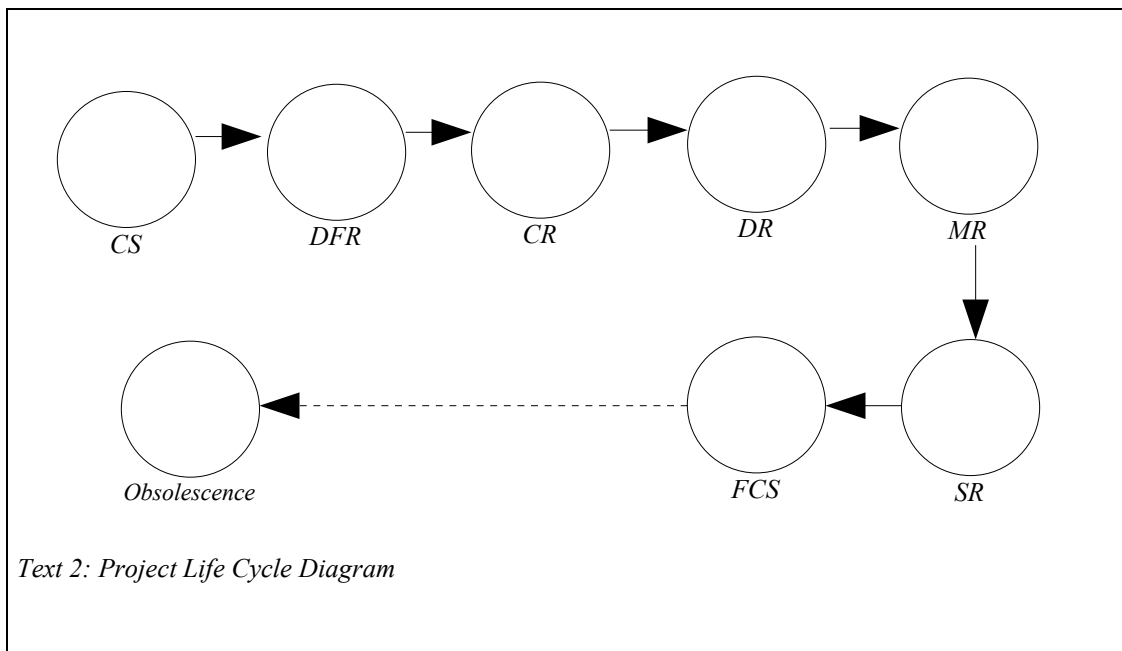 CS
DFR
CR
DR
MR
Obsolescence
FCS
SR
Text 2: Project Life Cycle Diagram